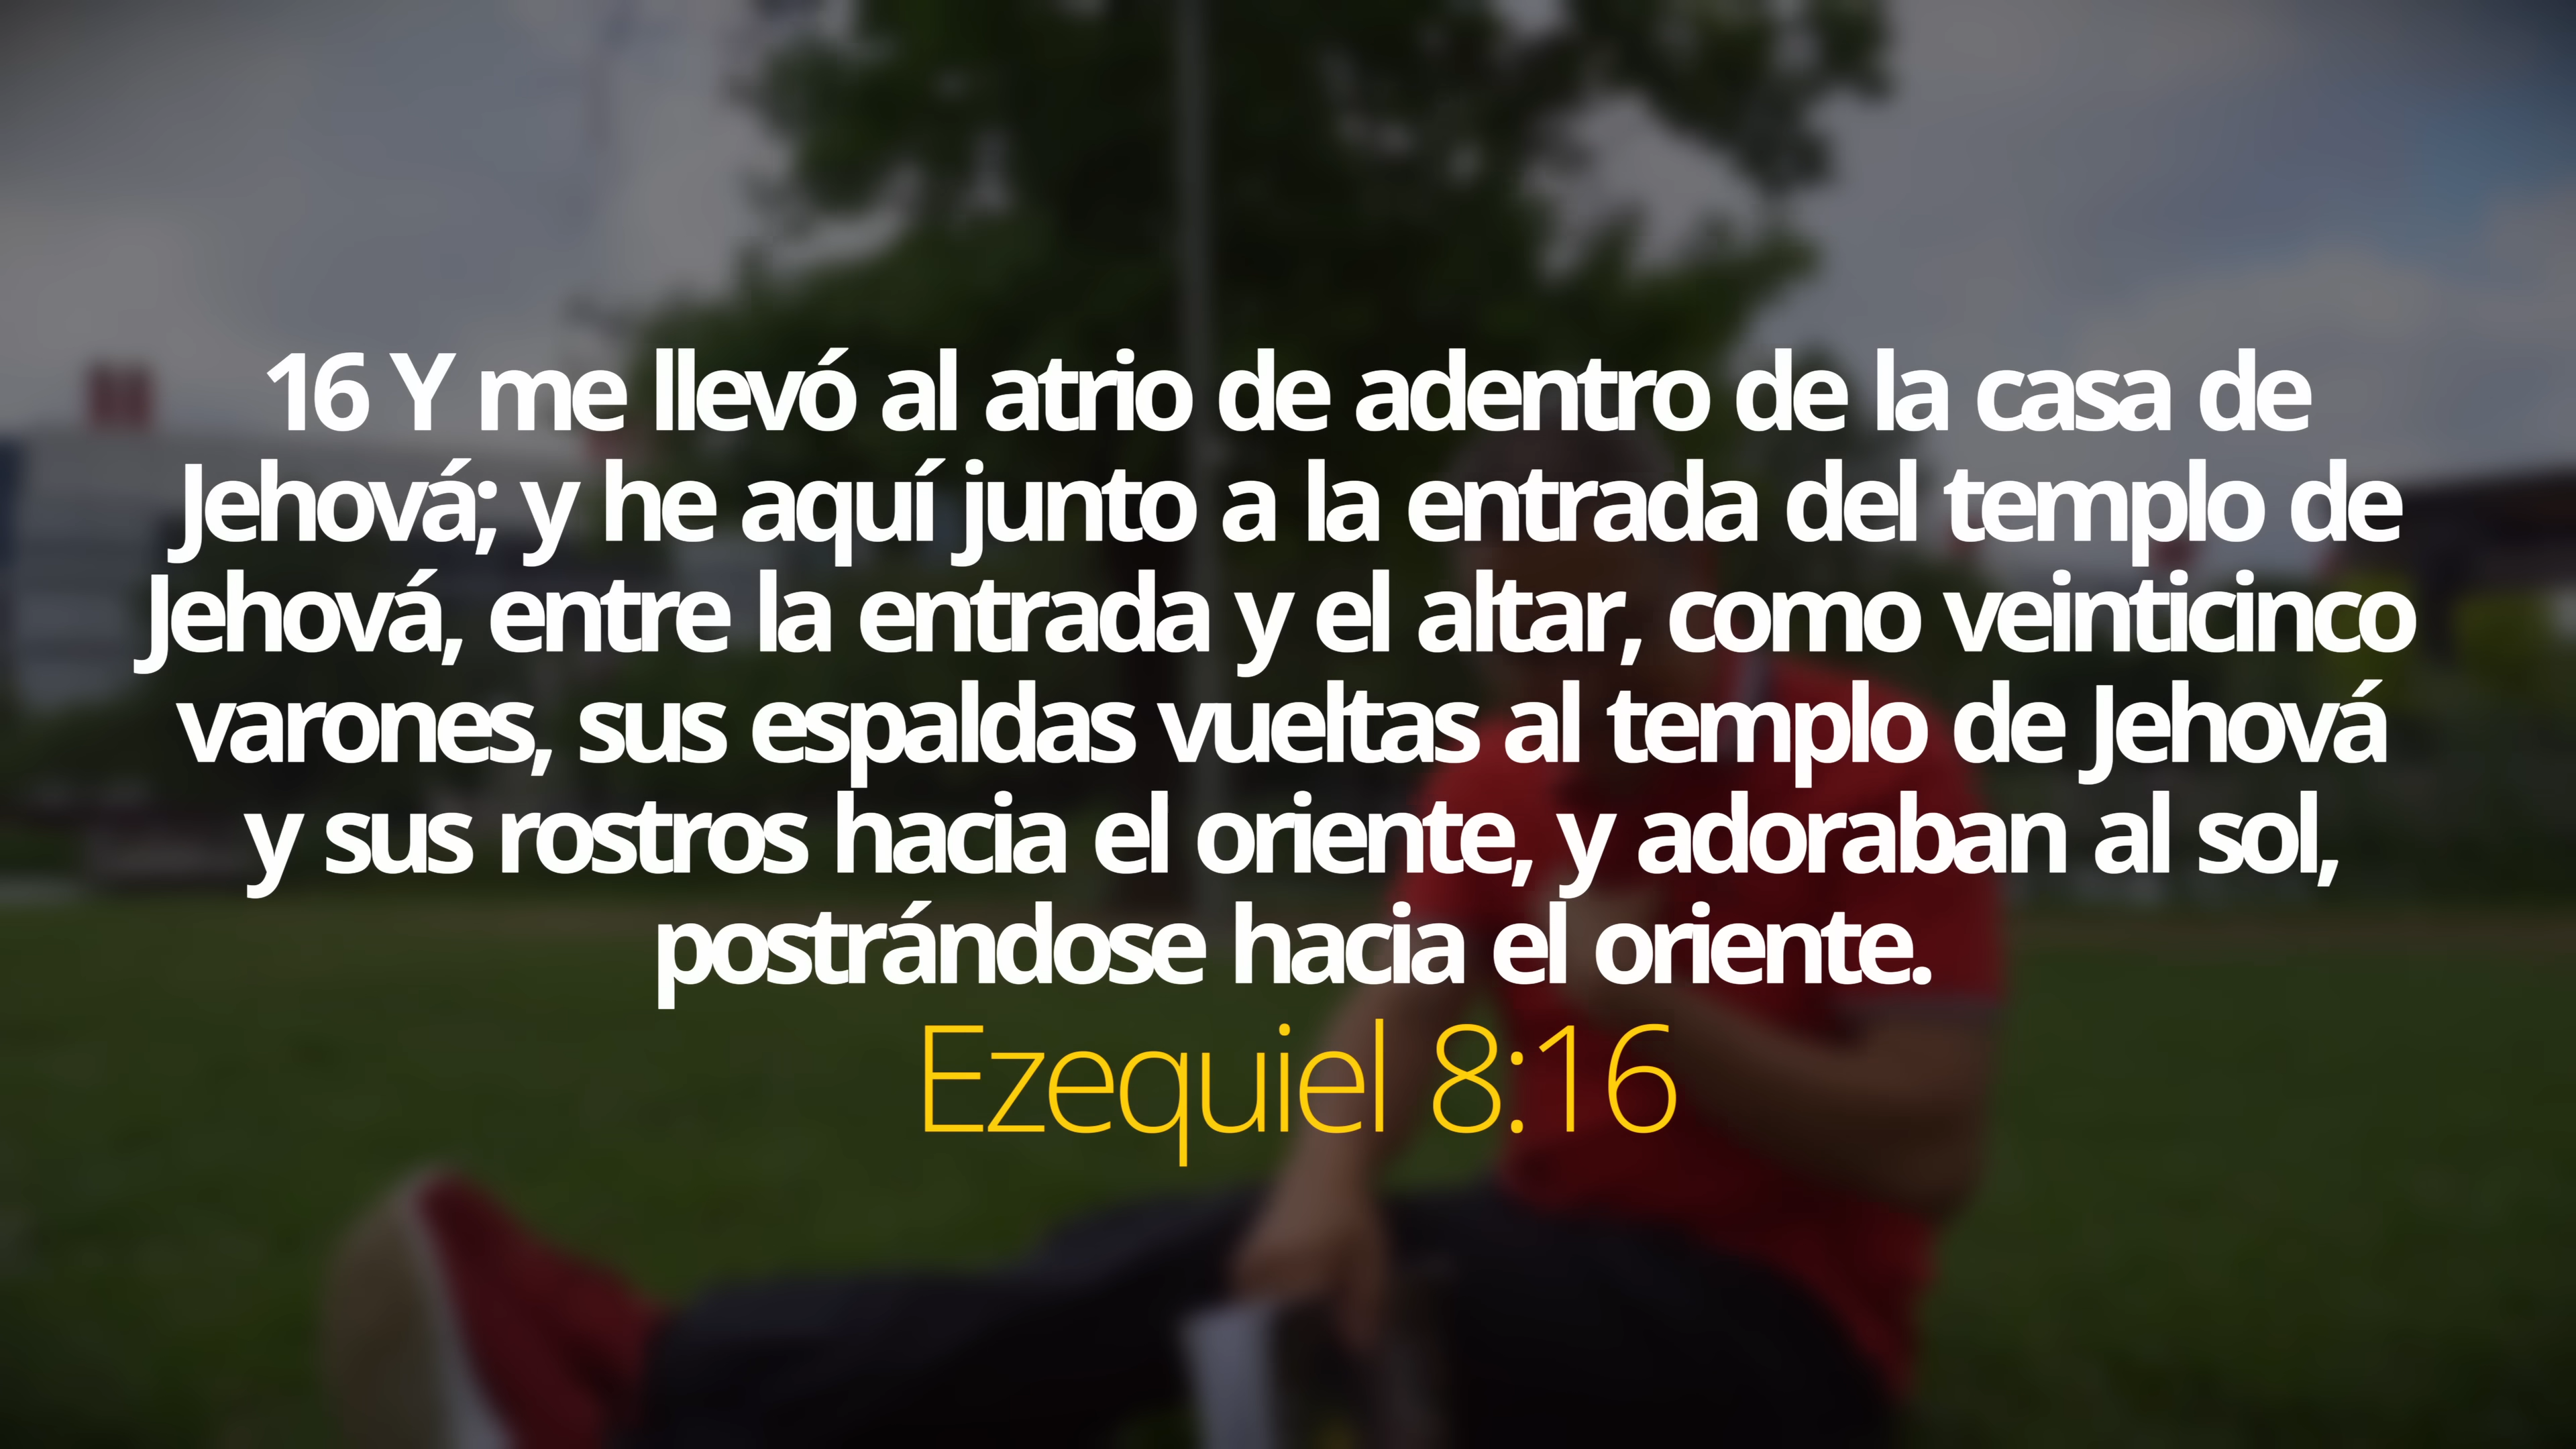 16 Y me llevó al atrio de adentro de la casa de
Jehová; y he aquí junto a la entrada del templo de
Jehová, entre la entrada y el altar, como veinticinco
varones, sus espaldas vueltas al templo de Jehová
y sus rostros hacia el oriente, y adoraban al sol,
postrándose hacia el oriente.
Ezequiel 8:16